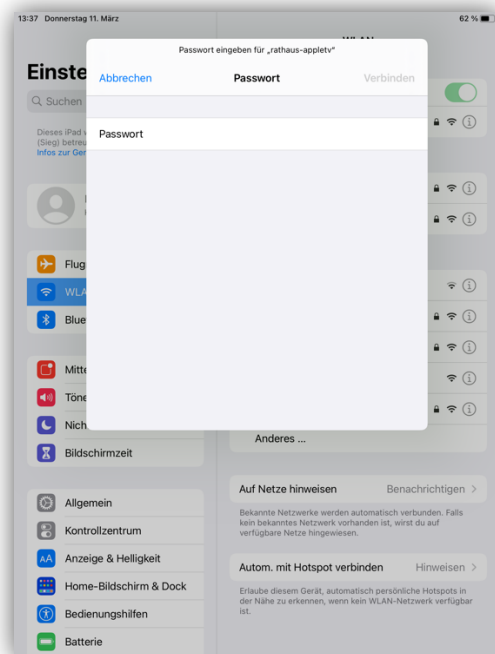 13:37 Donnerstag 11. März
62 %
Passwort eingeben für „rathaus-appletv“
Abbrechen
Passwort
Verbinden
Passwort
Einste
Suchen
Dieses iPad
(Sieg) betreu
Infos zur Ger
Flug
WLA
Blue
Mitte
Töne
Nich
Bildschirmzeit
Allgemein
Kontrollzentrum
AA
Anzeige & Helligkeit
Home-Bildschirm & Dock
Bedienungshilfen
Batterie
Anderes ...
Auf Netze hinweisen
Benachrichtigen
Bekannte Netzwerke werden automatisch verbunden. Falls
kein bekanntes Netzwerk vorhanden ist, wirst du auf
verfügbare Netze hingewiesen.
Autom. mit Hotspot verbinden
Hinweisen
Erlaube diesem Gerät, automatisch persönliche Hotspots in
der Nähe zu erkennen, wenn kein WLAN-Netzwerk verfügbar
ist.